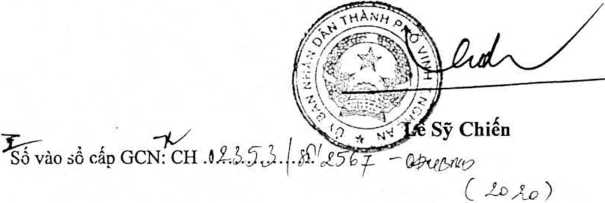 ỦY BAN NHÂN DÂN THÀNH PHỐ VINH * NGHỆ AN *
Lê Sỹ Chiến
Số vào sổ cấp GCN: CH 02353 / số 2567
(2020)